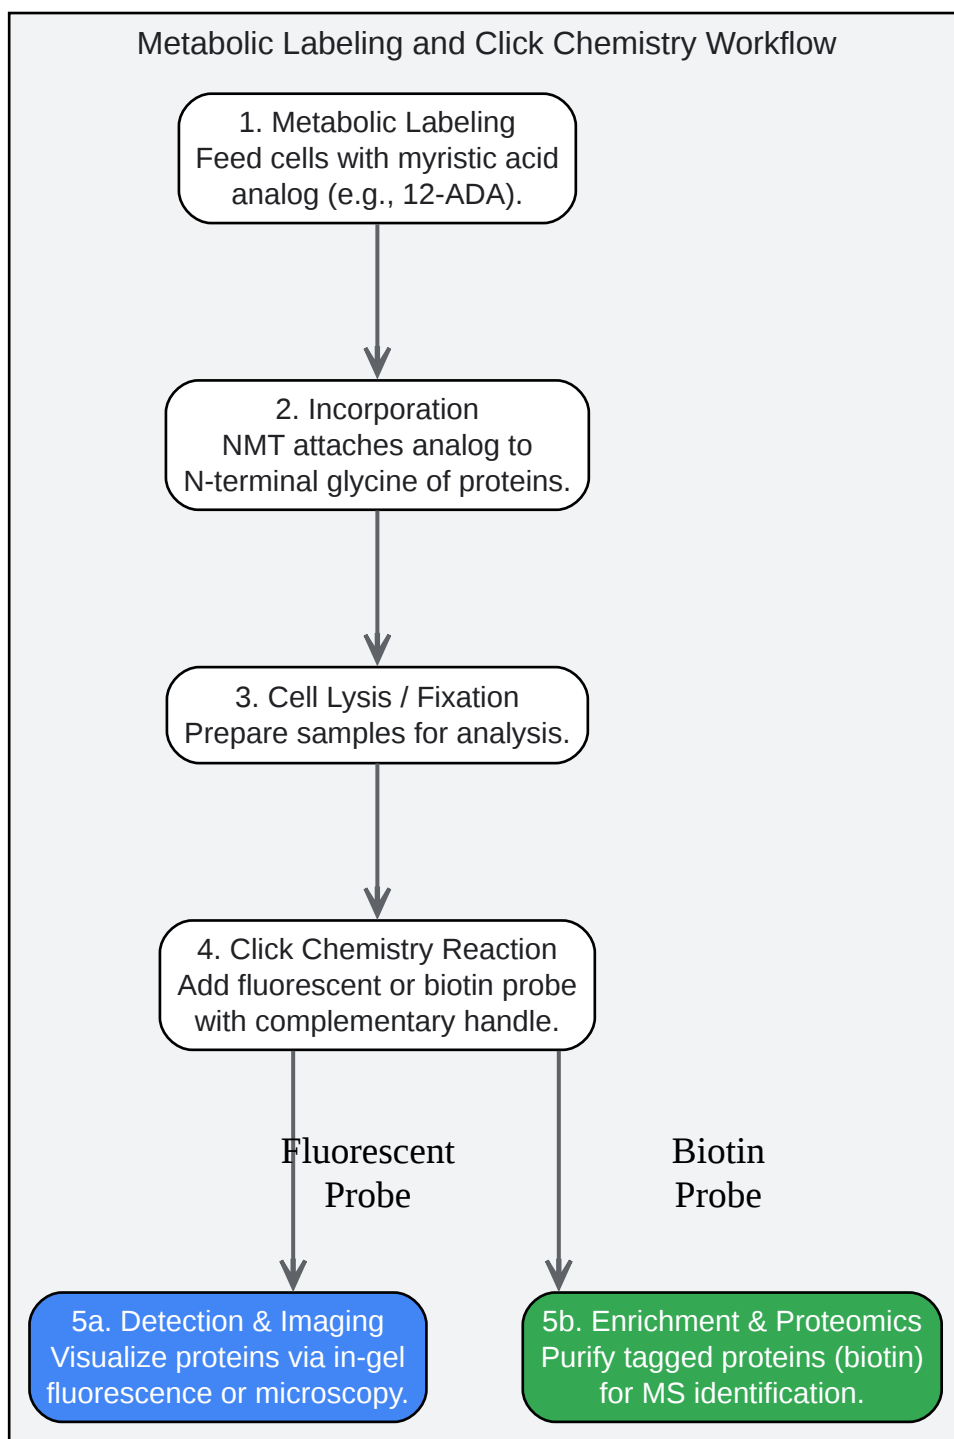 Metabolic Labeling and Click Chemistry Workflow
1. Metabolic Labeling
Feed cells with myristic acid
analog (e.g., 12-ADA).
2. Incorporation
NMT attaches analog to
N-terminal glycine of proteins.
3. Cell Lysis / Fixation
Prepare samples for analysis.
4. Click Chemistry Reaction
Add fluorescent or biotin probe
with complementary handle.
Fluorescent
Probe
Biotin
Probe
5a. Detection & Imaging
Visualize proteins via in-gel
fluorescence or microscopy.
5b. Enrichment & Proteomics
Purify tagged proteins (biotin)
for MS identification.